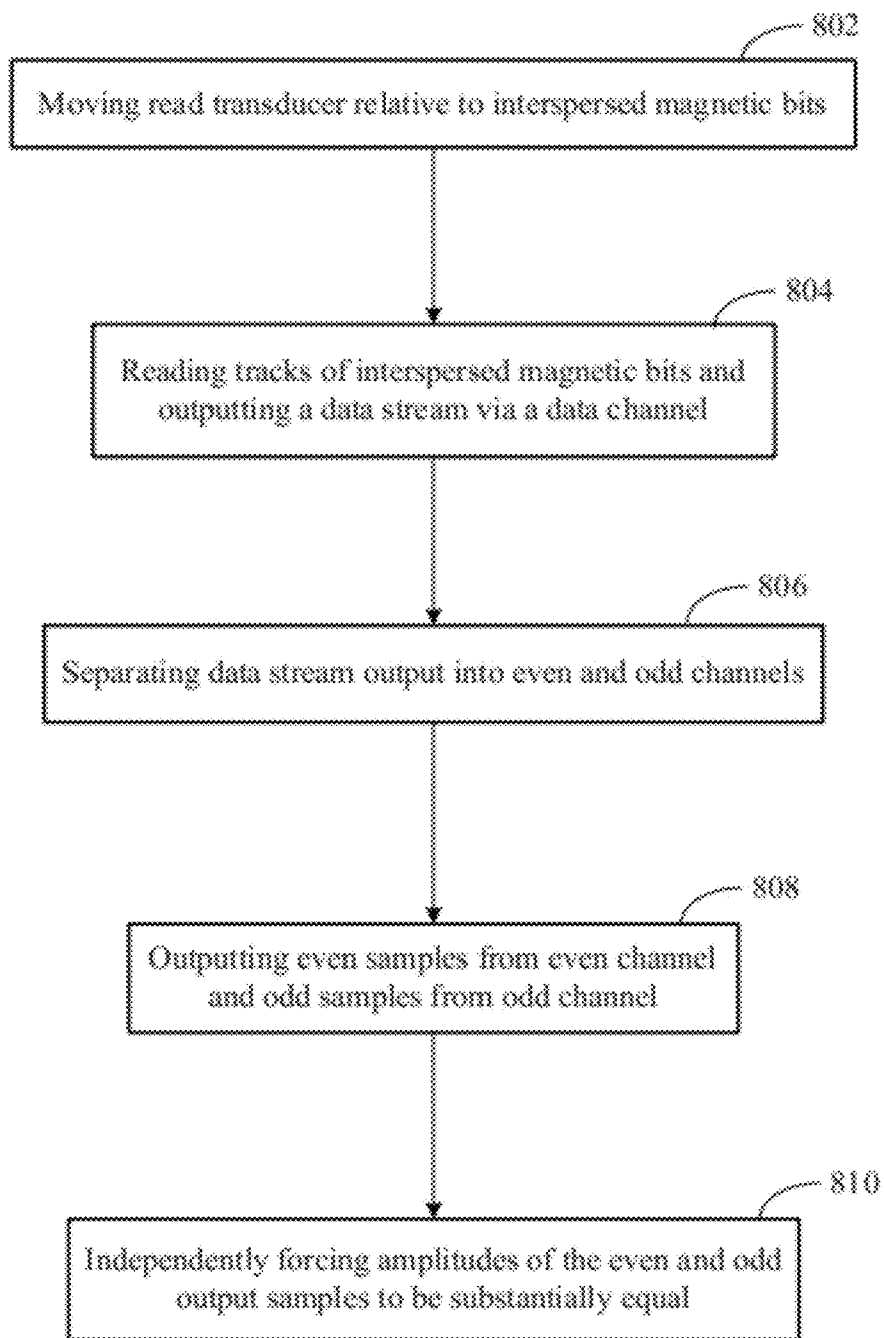 802
Moving read transducer relative to interspersed magnetic bits
804
Reading tracks of interspersed magnetic bits and
outputting a data stream via a data channel
806
Separating data stream output into even and odd channels
808
Outputting even samples from even channel
and odd samples from odd channel
810
Independently forcing amplitudes of the even and odd
output samples to be substantially equal